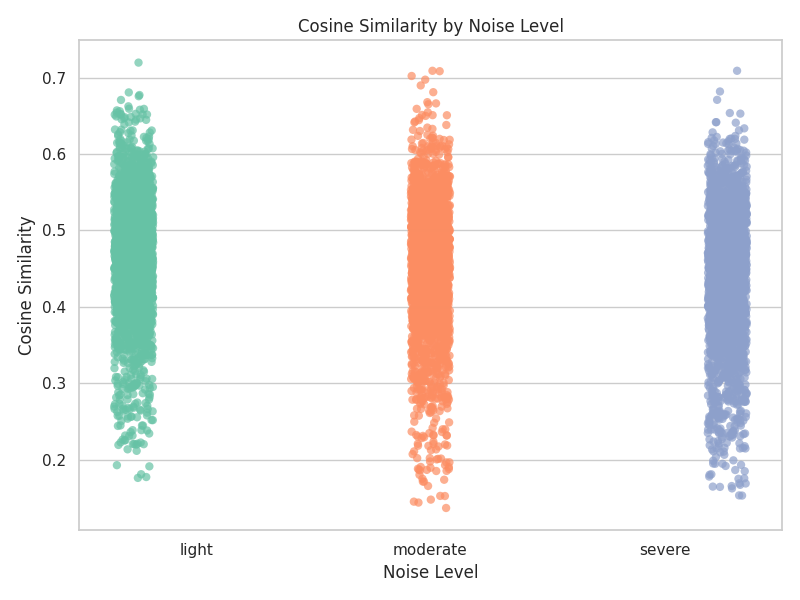 Cosine Similarity by Noise Level
Cosine Similarity
0.7
0.6
0.5
0.4
0.3
0.2
light moderate severe
Noise Level